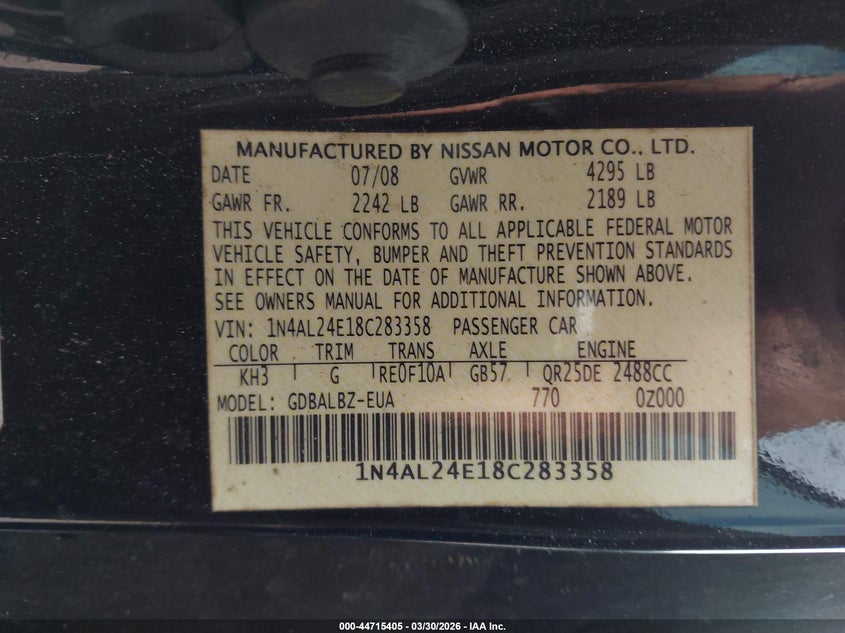 MANUFACTURED BY NISSAN MOTOR CO., LTD.
DATE 07/08 GVWR 4295 LB
GAWR FR. 2242 LB GAWR RR. 2189 LB
THIS VEHICLE CONFORMS TO ALL APPLICABLE FEDERAL MOTOR
VEHICLE SAFETY, BUMPER AND THEFT PREVENTION STANDARDS
IN EFFECT ON THE DATE OF MANUFACTURE SHOWN ABOVE.
SEE OWNERS MANUAL FOR ADDITIONAL INFORMATION.
VIN: 1N4AL24E18C283358 PASSENGER CAR
COLOR TRIM TRANS AXLE ENGINE
KH3 G RE0F10A GB57 QR25DE 2488CC
MODEL: GDBALBZ-EUA 770 0Z000
1N4AL24E18C283358
000-44715405 - 03/30/2026 - IAA Inc.